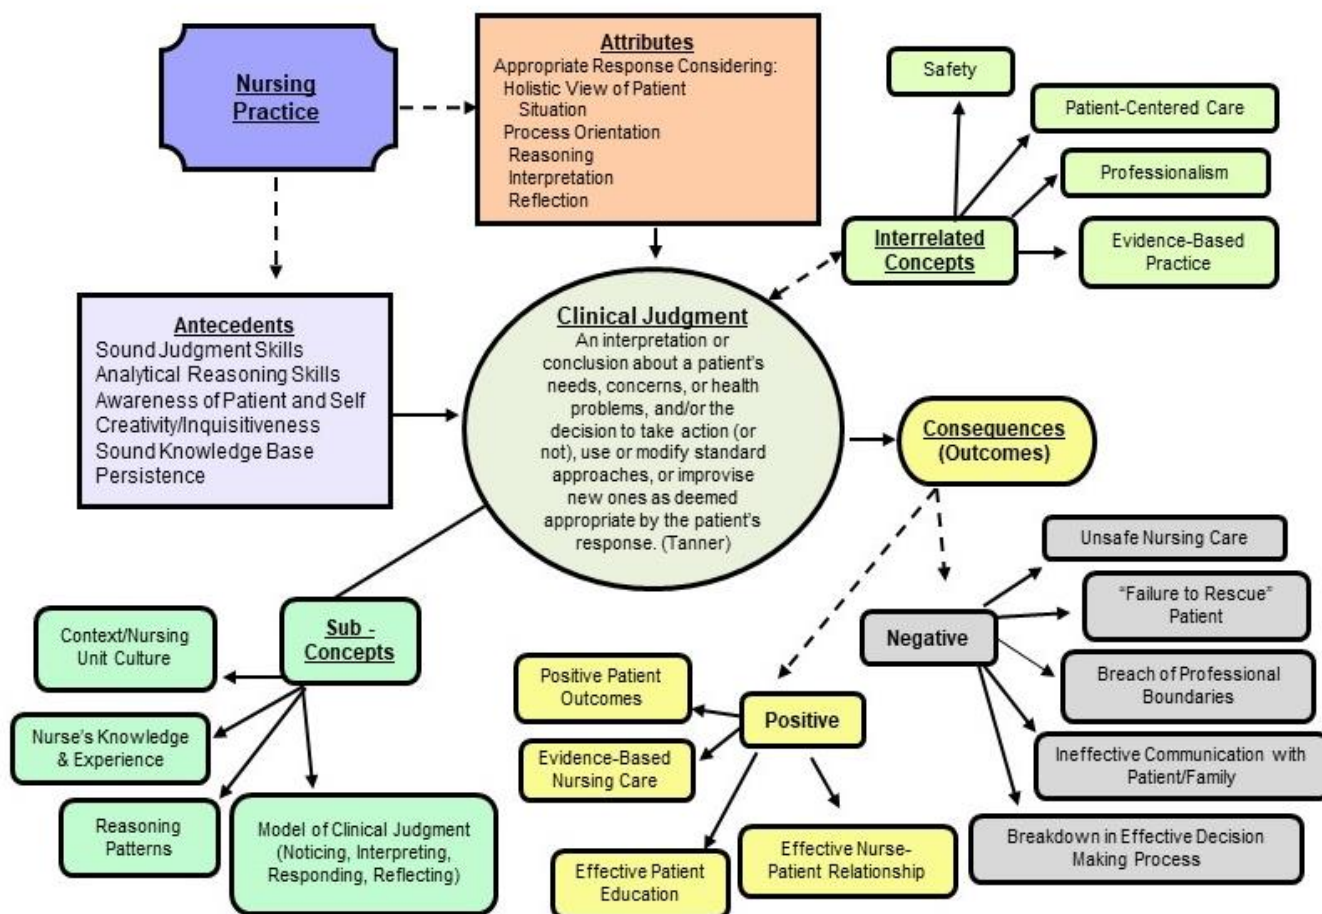 Nursing
Practice
Attributes
Appropriate Response Considering:
Holistic View of Patient
Situation
Process Orientation
Reasoning
Interpretation
Reflection
Safety
Patient-Centered Care
Professionalism
Evidence-Based
Practice
Interrelated
Concepts
Antecedents
Sound Judgment Skills
Analytical Reasoning Skills
Awareness of Patient and Self
Creativity/Inquisitiveness
Sound Knowledge Base
Persistence
Clinical Judgment
An interpretation or
conclusion about a patient's
needs, concerns, or health
problems, and/or the
decision to take action (or
not), use or modify standard
approaches, or improvise
new ones as deemed
appropriate by the patient's
response. (Tanner)
Consequences
(Outcomes)
Sub -
Concepts
Context/Nursing
Unit Culture
Nurse's Knowledge
& Experience
Reasoning
Patterns
Model of Clinical Judgment
(Noticing, Interpreting,
Responding, Reflecting)
Positive
Positive Patient
Outcomes
Evidence-Based
Nursing Care
Effective Patient
Education
Effective Nurse-
Patient Relationship
Negative
Unsafe Nursing Care
"Failure to Rescue"
Patient
Breach of Professional
Boundaries
Ineffective Communication with
Patient/Family
Breakdown in Effective Decision
Making Process